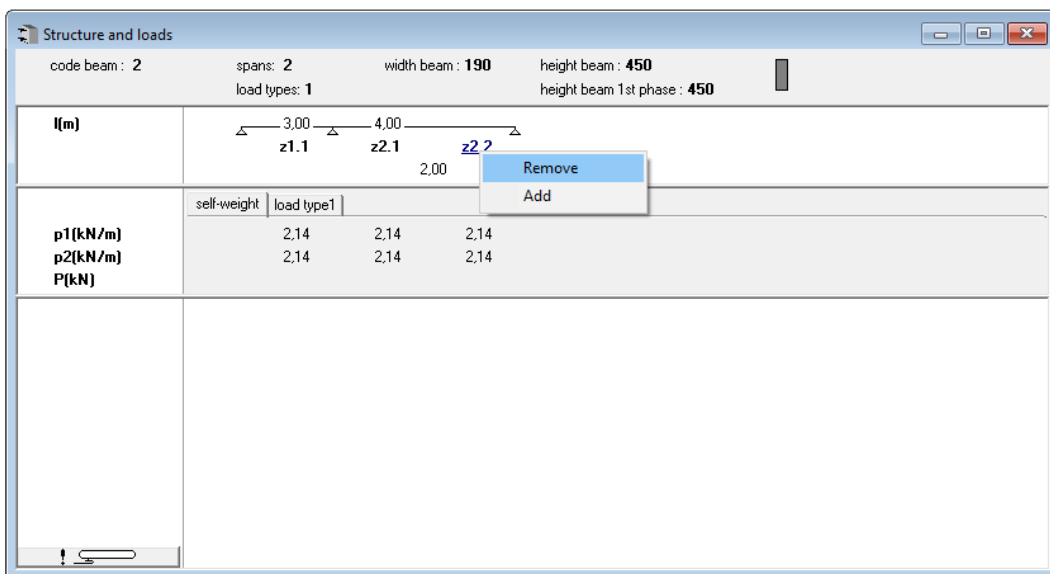 Structure and loads
code beam : 2 spans: 2 width beam : 190 height beam : 450
load types: 1 height beam 1st phase : 450
l(m) 3,00 4,00
z1.1 z2.1 z2.2
2,00 Remove
Add
self-weight load type1
p1(kN/m) 2,14 2,14 2,14
p2(kN/m) 2,14 2,14 2,14
P(kN)
!